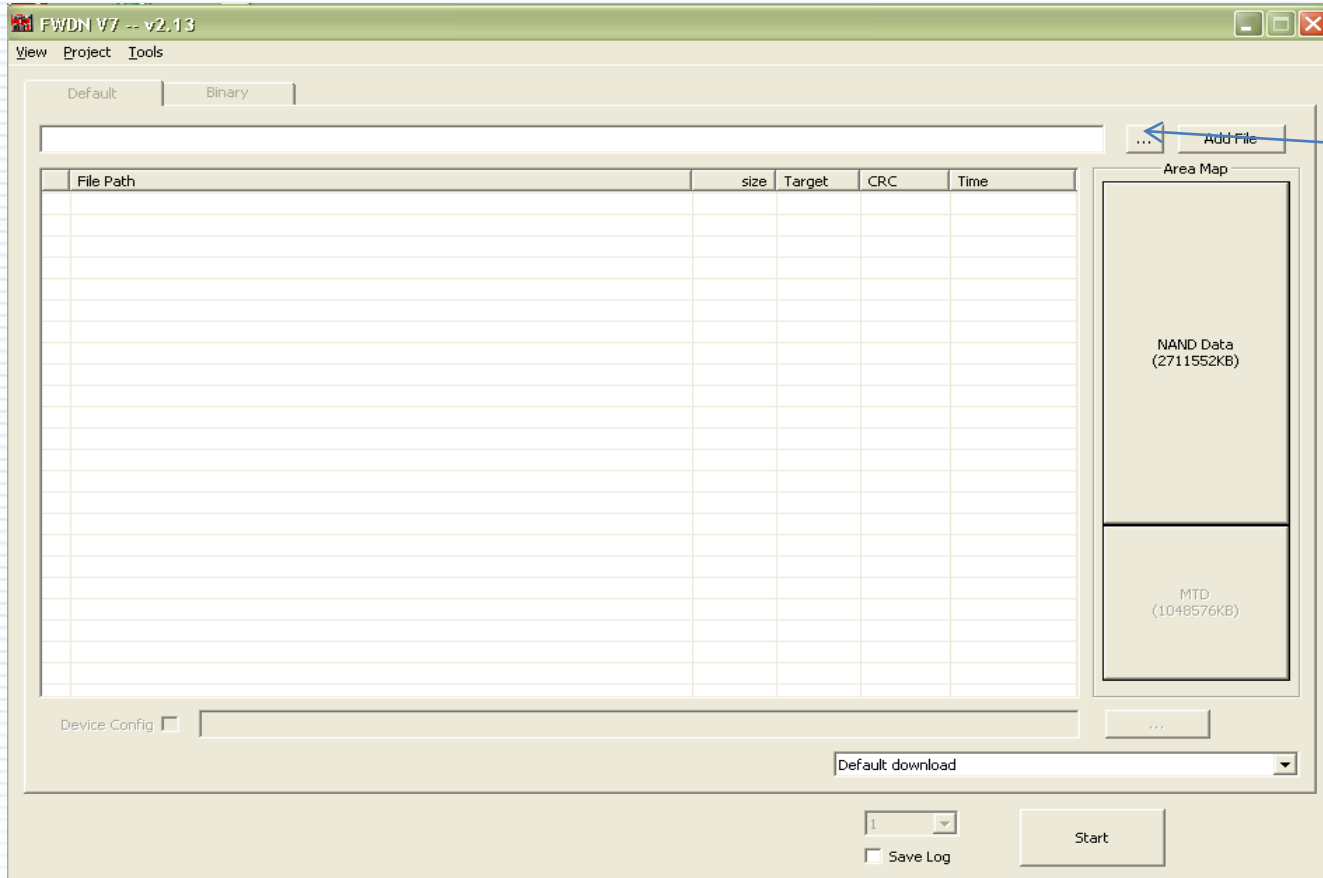 FWDN V7 -- v2.13
View Project Tools
Default Binary
... Add File
File Path size Target CRC Time
Area Map
NAND Data
(2711552KB)
MTD
(1048576KB)
Device Config ...
Default download
1
Save Log
Start